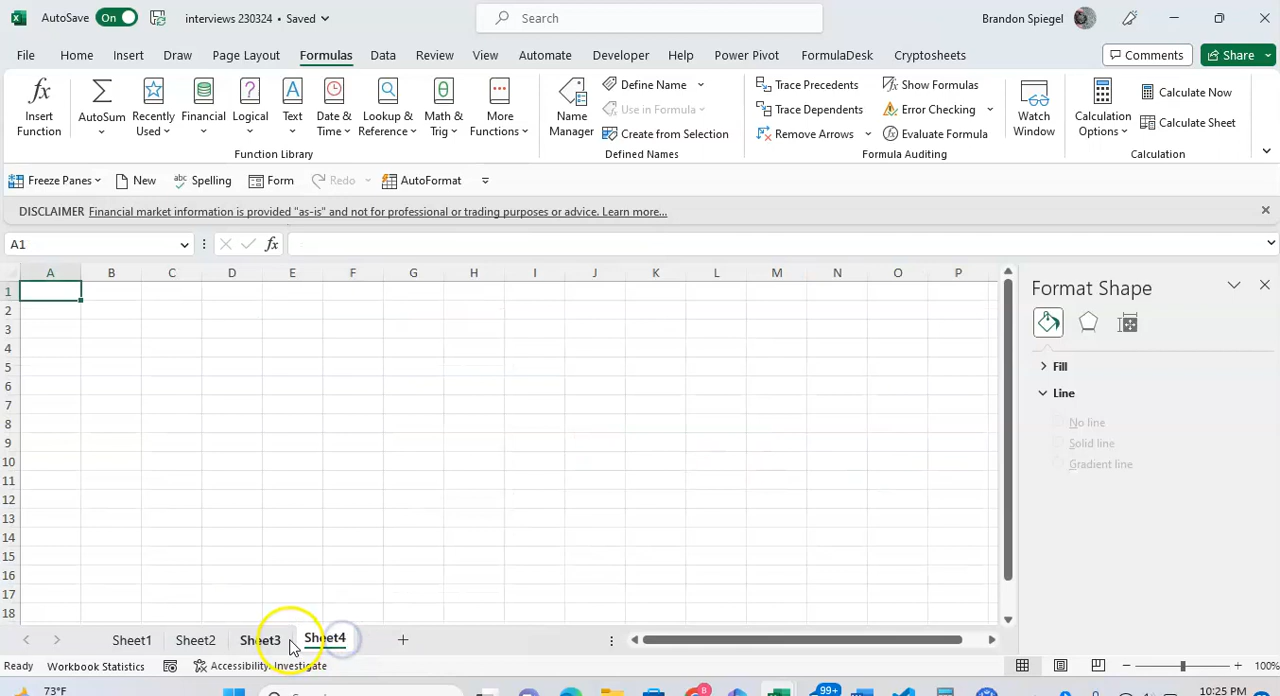 AutoSave On interviews 230324 • Saved Search Brandon Spiegel
File Home Insert Draw Page Layout Formulas Data Review View Automate Developer Help Power Pivot FormulaDesk Cryptosheets Comments Share
Insert Function AutoSum Recently Used Financial Logical Text Date & Time Lookup & Reference Math & Trig More Functions
Function Library
Name Manager
Define Name
Use in Formula
Create from Selection
Defined Names
Trace Precedents Show Formulas
Trace Dependents Error Checking
Remove Arrows Evaluate Formula
Formula Auditing
Watch Window
Calculation Options
Calculate Now
Calculate Sheet
Calculation
Freeze Panes New Spelling Form Redo AutoFormat
DISCLAIMER Financial market information is provided "as-is" and not for professional or trading purposes or advice. Learn more...
A1 fx
A B C D E F G H I J K L M N O P
1
2
3
4
5
6
7
8
9
10
11
12
13
14
15
16
17
18
Format Shape
Fill
Line
No line
Solid line
Gradient line
Sheet1 Sheet2 Sheet3 Sheet4
Ready Workbook Statistics Accessibility: Investigate 100%
73°F 8 99+ 10:25 PM